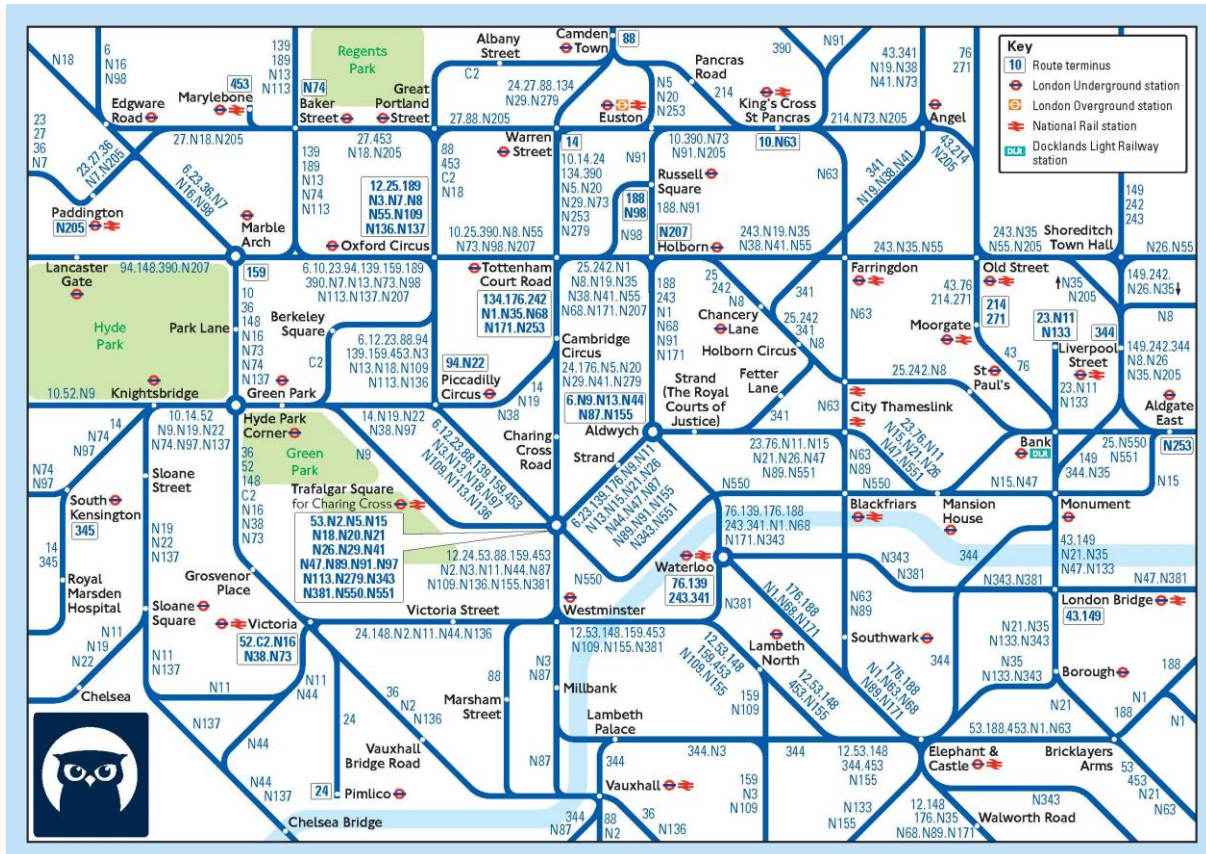 Key
10 Route terminus
London Underground station
London Overground station
National Rail station
DLR Docklands Light Railway
station
N18
6
N16
N98
139
189
N13
N113
Regents
Park
Albany
Street
C2
Camden
Town
88
24.27.88.134
N29.N279
N5
N20
N253
Pancras
Road
214
390
N91
43.341
N19.N38
N41.N73
76
271
Edgware
Road
453
Marylebone
N74
Baker
Street
Great
Portland
Street
27.88.N205
Warren
Street
Euston
King's Cross
St Pancras
214.N73.N205
Angel
23
27
36
N7
23.27.36
N7.N205
27.N18.N205
6.23.36.N7
N16.N98
139
189
N13
N74
N113
27.453
N18.N205
88
453
C2
N18
14
10.14.24
134.390
N5.N20
N29.N73
N253
N279
N91
10.390.N73
N91.N205
10.N63
N63
341
N19.N38.N41
43.214
N205
149
242
243
Paddington
N205
Marble
Arch
12.25.189
N3.N7.N8
N55.N109
N136.N137
Oxford Circus
10.25.390.N8.N55
N73.N98.N207
188
N98
N98
Russell
Square
188.N91
N207
Holborn
243.N19.N35
N38.N41.N55
243.N35.N55
243.N35
N55.N205
Shoreditch
Town Hall
N26.N55
Lancaster
Gate
94.148.390.N207
159
6.10.23.94.139.159.189
390.N7.N13.N73.N98
N113.N137.N207
Tottenham
Court Road
134.176.242
N1.N35.N68
N171.N253
25.242.N1
N8.N19.N35
N38.N41.N55
N68.N171.N207
188
243
N1
N68
N91
N171
25
242
N8
Chancery
Lane
341
25.242
341
N8
Farringdon
N63
Old Street
43.76
214.271
214
271
N35
N205
149.242.
N26.N35
N8
Hyde
Park
Park Lane
10
36
148
N16
N73
N74
N137
Berkeley
Square
C2
6.12.23.88.94
139.159.453.N3
N13.N18.N109
N113.N136
94.N22
Piccadilly
Circus
Cambridge
Circus
24.176.N5.N20
N29.N41.N279
6.N9.N13.N44
N87.N155
Aldwych
Strand
(The Royal
Courts of
Justice)
Holborn Circus
Fetter
Lane
341
25.242.N8
Moorgate
43
76
St
Paul's
23.N11
N133
344
Liverpool
Street
23.N11
N133
149.242.344
N8.N26
N35.N205
Aldgate
East
10.52.N9
Knightsbridge
Green Park
14
N19
N38
N63
City Thameslink
Bank
DLR
25.N550
N551
N253
N74
N97
14
10.14.52
N9.N19.N22
N74.N97.N137
Hyde Park
Corner
Green
Park
14.N19.N22
N38.N97
N9
6.12.23.88.139.159.453
N3.N13.N18.N97
N109.N113.N136
Charing
Cross
Road
Strand
6.23.139.176.N9.N11
N13.N15.N21.N26
N44.N47.N87
N89.N91.N155
N343.N551
23.76.N11.N15
N21.N26.N47
N89.N551
23.76.N11
N15.N21.N26
N47.N551
N63
N89
N550
N550
149
344.N35
N15.N47
N15
N74
N97
South
Kensington
345
Sloane
Street
36
52
148
C2
N16
N38
N73
Trafalgar Square
for Charing Cross
53.N2.N5.N15
N18.N20.N21
N26.N29.N41
N47.N89.N91.N97
N113.N279.N343
N381.N550.N551
12.24.53.88.159.453
N2.N3.N11.N44.N87
N109.N136.N155.N381
N550
Waterloo
76.139
243.341
76.139.176.188
243.341.N1.N68
N171.N343
Blackfriars
Mansion
House
Monument
43.149
N21.N35
N47.N133
14
345
Royal
Marsden
Hospital
N19
N22
N137
Grosvenor
Place
N343
N381
344
N343.N381
N47.N381
Sloane
Square
N11
N19
N22
Chelsea
Victoria
52.C2.N16
N38.N73
Victoria Street
24.148.N2.N11.N44.N136
Westminster
12.53.148.159.453
N109.N155.N381
N381
176.188
N1.N68.N171
N63
N89
Southwark
344
N21.N35
N133.N343
London Bridge
43.149
N11
N137
N11
N11
N44
24
36
N2
N136
88
Marsham
Street
N3
N87
Millbank
12.53.148
159.453
N109.N155
Lambeth
North
159
N109
12.53.148
453.N155
176.188
N1.N63.N68
N89.N171
N35
N133.N343
Borough
N21
188
N1
188
N1
N137
N44
Vauxhall
Bridge Road
N87
Lambeth
Palace
344
344.N3
344
12.53.148
344.453
N155
53.188.453.N1.N63
Elephant &
Castle
Bricklayers
Arms
53
453
N21
N63
N44
N137
24
Pimlico
Chelsea Bridge
Vauxhall
344
N87
88
N2
36
N136
159
N3
N109
N133
N155
12.148
176.N35
N68.N89.N171
N343
Walworth Road